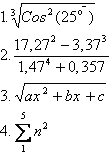 1.∛Cos²(25°‾)
2. (17,27² − 3,37³) / (1,47⁴ + 0,357)
3.√(ax² + bx + c)
4.∑₁⁵ n²